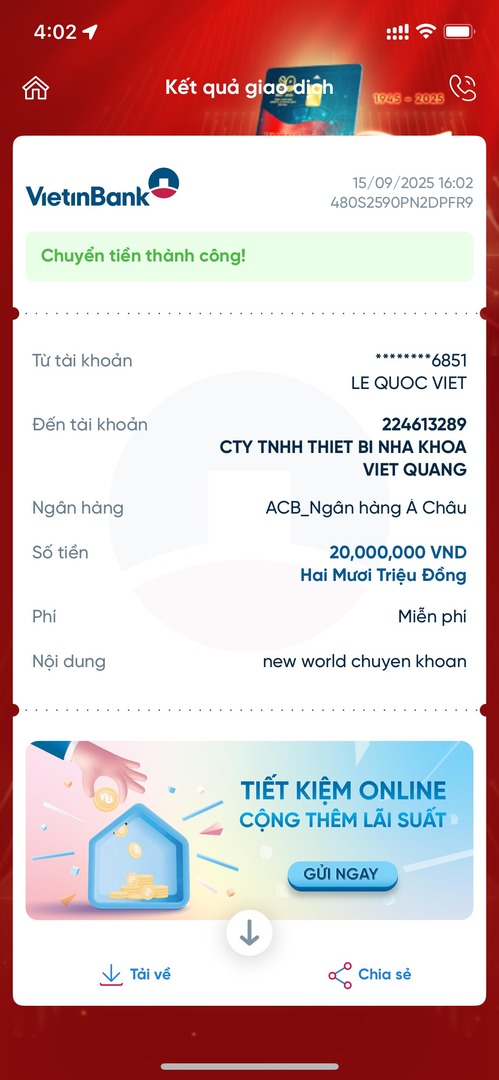 4:02
Kết quả giao dịch
1945 - 2025
VietinBank
15/09/2025 16:02
480S2590PN2DPFR9
Chuyển tiền thành công!
Từ tài khoản
********6851
LE QUOC VIET
Đến tài khoản
224613289
CTY TNHH THIET BI NHA KHOA
VIET QUANG
Ngân hàng
ACB_Ngân hàng Á Châu
Số tiền
20,000,000 VND
Hai Mươi Triệu Đồng
Phí
Miễn phí
Nội dung
new world chuyen khoan
TIẾT KIỆM ONLINE
CỘNG THÊM LÃI SUẤT
GỬI NGAY
Tải về
Chia sẻ